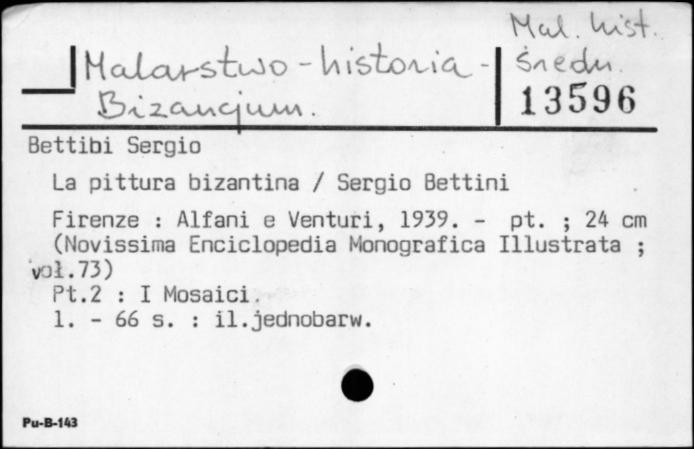 Mal. hist.
Malarstwo - historia - średn.
Bizancjum. 13596
Bettibi Sergio
La pittura bizantina / Sergio Bettini
Firenze : Alfani e Venturi, 1939. - pt. ; 24 cm
(Novissima Enciclopedia Monografica Illustrata ;
vol.73)
Pt.2 : I Mosaici.
1. - 66 s. : il.jednobarw.
Pu-B-143